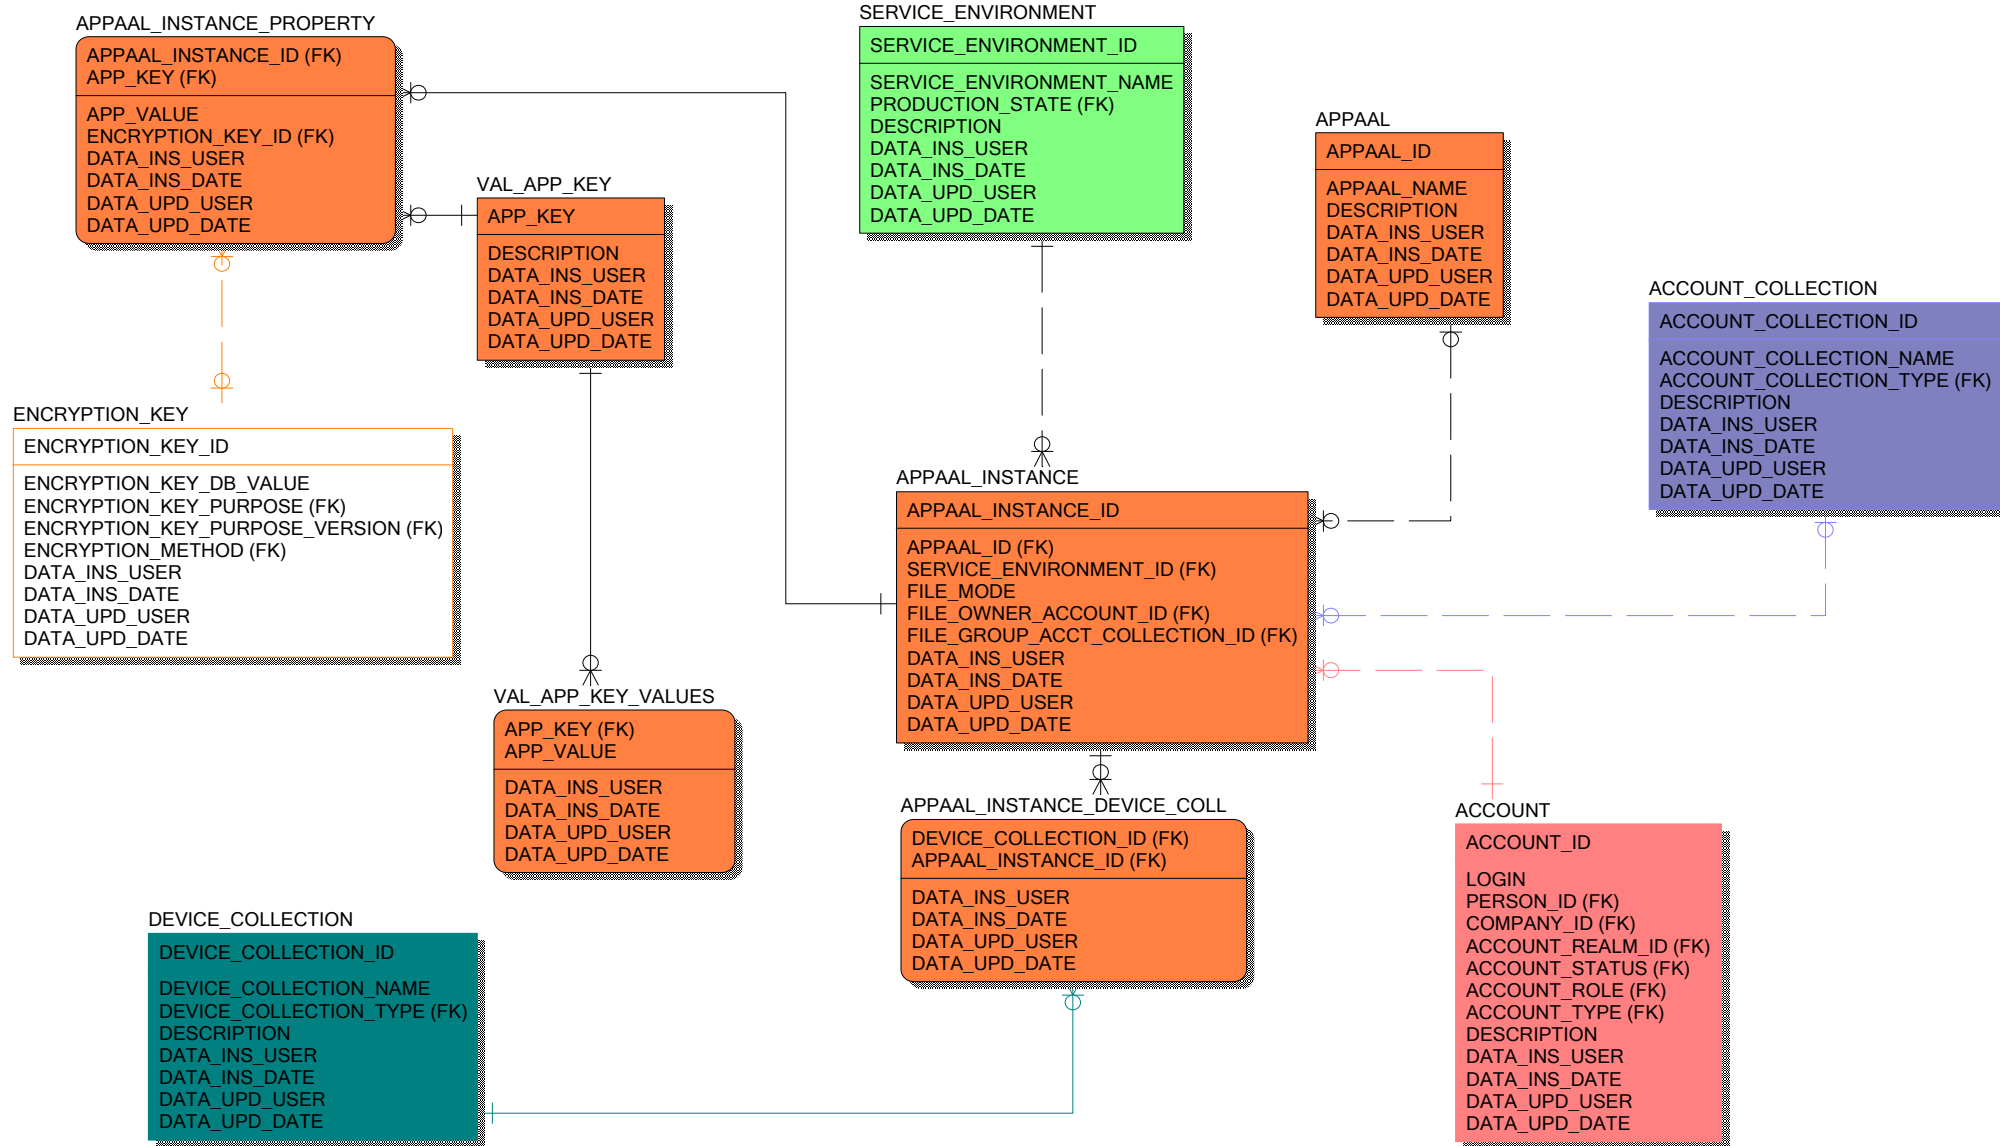 APPAAL_INSTANCE_PROPERTY
APPAAL_INSTANCE_ID (FK)
APP_KEY (FK)
APP_VALUE
ENCRYPTION_KEY_ID (FK)
DATA_INS_USER
DATA_INS_DATE
DATA_UPD_USER
DATA_UPD_DATE
SERVICE_ENVIRONMENT
SERVICE_ENVIRONMENT_ID
SERVICE_ENVIRONMENT_NAME
PRODUCTION_STATE (FK)
DESCRIPTION
DATA_INS_USER
DATA_INS_DATE
DATA_UPD_USER
DATA_UPD_DATE
APPAAL
APPAAL_ID
APPAAL_NAME
DESCRIPTION
DATA_INS_USER
DATA_INS_DATE
DATA_UPD_USER
DATA_UPD_DATE
VAL_APP_KEY
APP_KEY
DESCRIPTION
DATA_INS_USER
DATA_INS_DATE
DATA_UPD_USER
DATA_UPD_DATE
ACCOUNT_COLLECTION
ACCOUNT_COLLECTION_ID
ACCOUNT_COLLECTION_NAME
ACCOUNT_COLLECTION_TYPE (FK)
DESCRIPTION
DATA_INS_USER
DATA_INS_DATE
DATA_UPD_USER
DATA_UPD_DATE
ENCRYPTION_KEY
ENCRYPTION_KEY_ID
ENCRYPTION_KEY_DB_VALUE
ENCRYPTION_KEY_PURPOSE (FK)
ENCRYPTION_KEY_PURPOSE_VERSION (FK)
ENCRYPTION_METHOD (FK)
DATA_INS_USER
DATA_INS_DATE
DATA_UPD_USER
DATA_UPD_DATE
APPAAL_INSTANCE
APPAAL_INSTANCE_ID
APPAAL_ID (FK)
SERVICE_ENVIRONMENT_ID (FK)
FILE_MODE
FILE_OWNER_ACCOUNT_ID (FK)
FILE_GROUP_ACCT_COLLECTION_ID (FK)
DATA_INS_USER
DATA_INS_DATE
DATA_UPD_USER
DATA_UPD_DATE
VAL_APP_KEY_VALUES
APP_KEY (FK)
APP_VALUE
DATA_INS_USER
DATA_INS_DATE
DATA_UPD_USER
DATA_UPD_DATE
APPAAL_INSTANCE_DEVICE_COLL
DEVICE_COLLECTION_ID (FK)
APPAAL_INSTANCE_ID (FK)
DATA_INS_USER
DATA_INS_DATE
DATA_UPD_USER
DATA_UPD_DATE
ACCOUNT
ACCOUNT_ID
LOGIN
PERSON_ID (FK)
COMPANY_ID (FK)
ACCOUNT_REALM_ID (FK)
ACCOUNT_STATUS (FK)
ACCOUNT_ROLE (FK)
ACCOUNT_TYPE (FK)
DESCRIPTION
DATA_INS_USER
DATA_INS_DATE
DATA_UPD_USER
DATA_UPD_DATE
DEVICE_COLLECTION
DEVICE_COLLECTION_ID
DEVICE_COLLECTION_NAME
DEVICE_COLLECTION_TYPE (FK)
DESCRIPTION
DATA_INS_USER
DATA_INS_DATE
DATA_UPD_USER
DATA_UPD_DATE